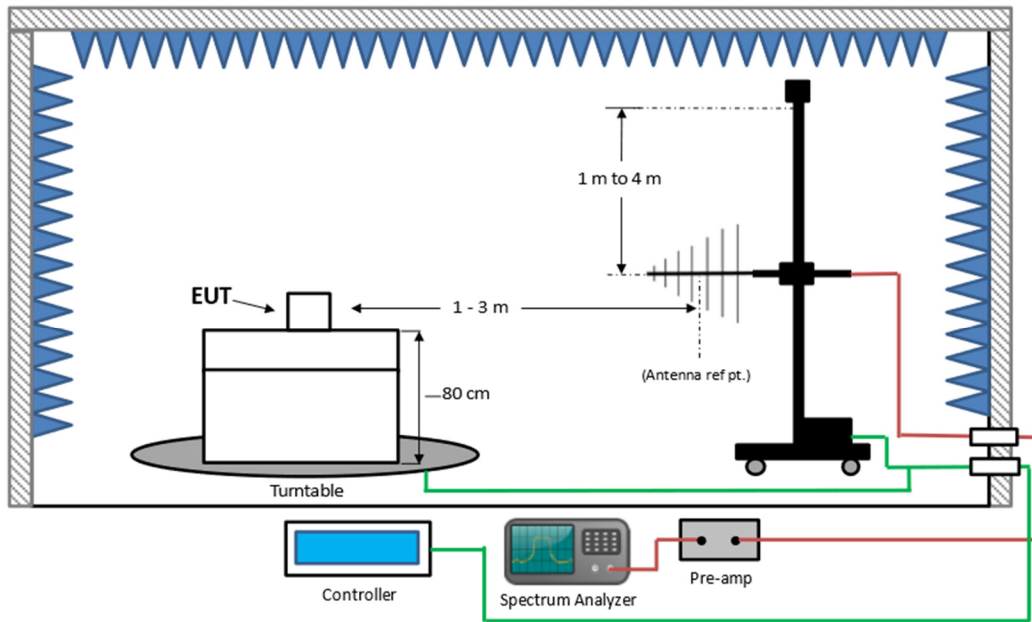 1 m to 4 m
EUT
1 - 3 m
(Antenna ref pt.)
80 cm
Turntable
Controller
Spectrum Analyzer
Pre-amp